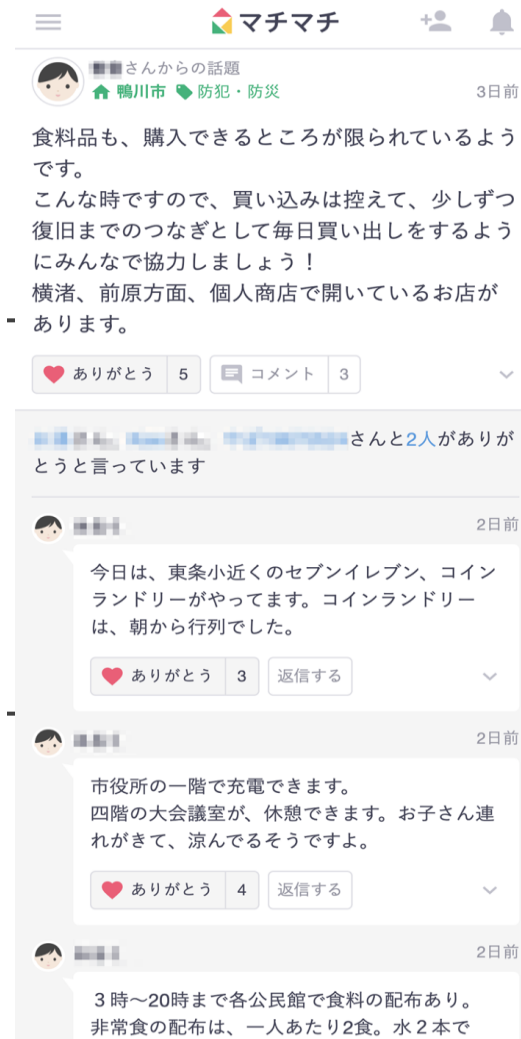 マチマチ
さんからの話題
鴨川市 防犯・防災
3日前
食料品も、購入できるところが限られているよう
です。
こんな時ですので、買い込みは控えて、少しずつ
復旧までのつなぎとして毎日買い出しをするよう
にみんなで協力しましょう！
横渚、前原方面、個人商店で開いているお店が
あります。
ありがとう 5 コメント 3
さんと2人がありが
とうと言っています
2日前
今日は、東条小近くのセブンイレブン、コイン
ランドリーがやってます。コインランドリー
は、朝から行列でした。
ありがとう 3 返信する
2日前
市役所の一階で充電できます。
四階の大会議室が、休憩できます。お子さん連
れがきて、涼んでるそうですよ。
ありがとう 4 返信する
2日前
３時〜20時まで各公民館で食料の配布あり。
非常食の配布は、一人あたり2食。水２本で